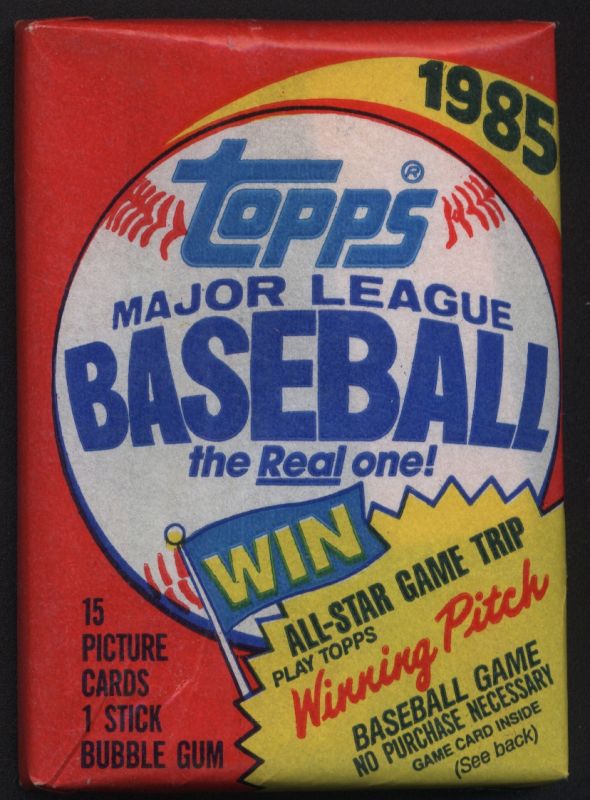 1985
Topps®
MAJOR LEAGUE
BASEBALL
the Real one!
WIN
ALL-STAR GAME TRIP
PLAY TOPPS
Winning Pitch
BASEBALL GAME
NO PURCHASE NECESSARY
GAME CARD INSIDE
(See back)
15
PICTURE
CARDS
1 STICK
BUBBLE GUM